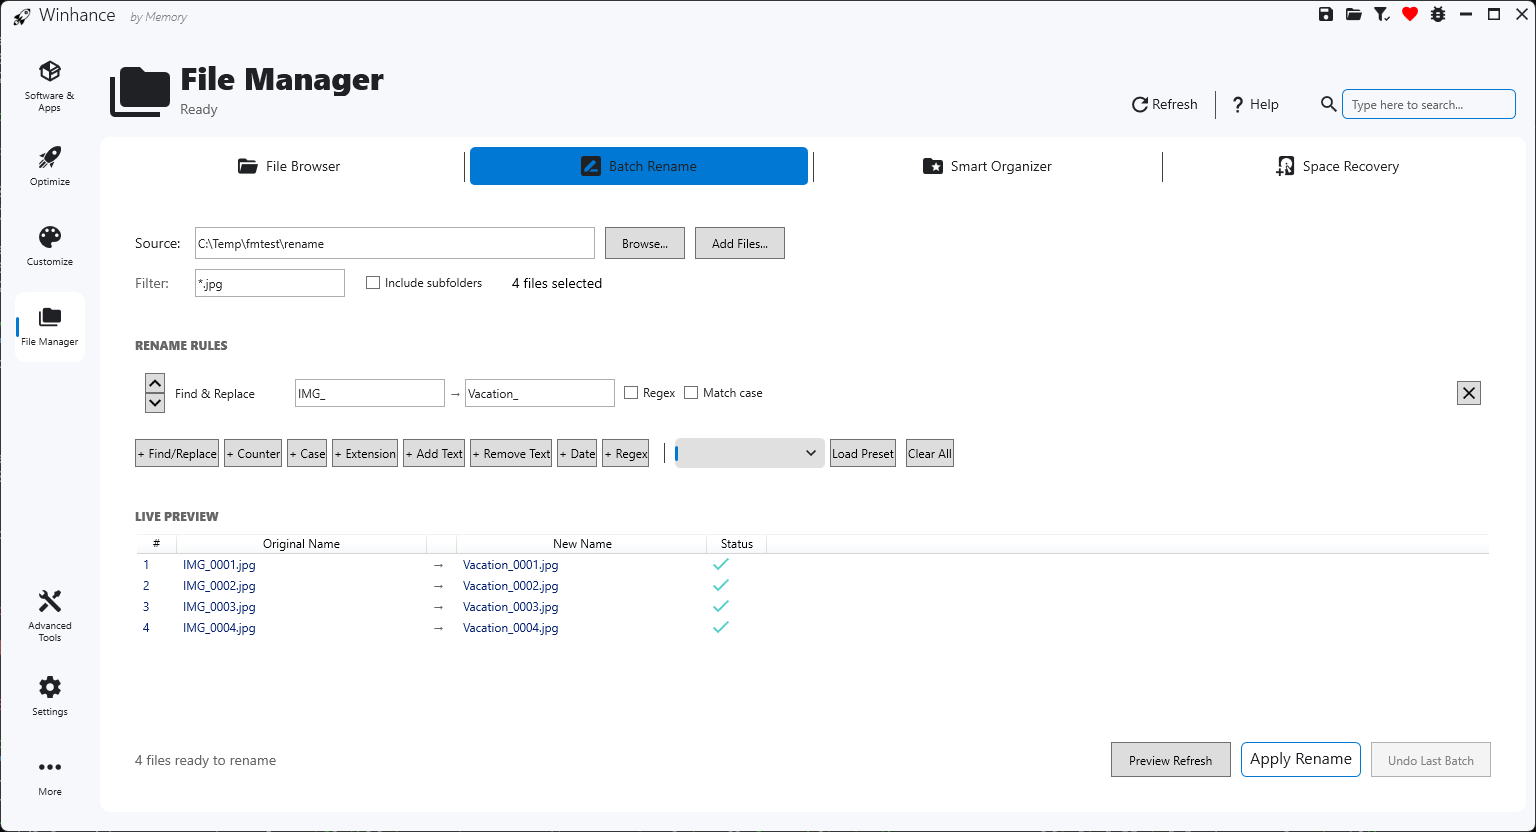 Winhance by Memory
File Manager
Ready
Refresh
Help
Type here to search...
Software & Apps
Optimize
Customize
File Manager
Advanced Tools
Settings
More
File Browser
Batch Rename
Smart Organizer
Space Recovery
Source: C:\Temp\fmtest\rename Browse... Add Files...
Filter: *.jpg Include subfolders 4 files selected
RENAME RULES
Find & Replace IMG_ → Vacation_ Regex Match case
+ Find/Replace + Counter + Case + Extension + Add Text + Remove Text + Date + Regex Load Preset Clear All
LIVE PREVIEW
# Original Name New Name Status
1 IMG_0001.jpg → Vacation_0001.jpg
2 IMG_0002.jpg → Vacation_0002.jpg
3 IMG_0003.jpg → Vacation_0003.jpg
4 IMG_0004.jpg → Vacation_0004.jpg
4 files ready to rename Preview Refresh Apply Rename Undo Last Batch